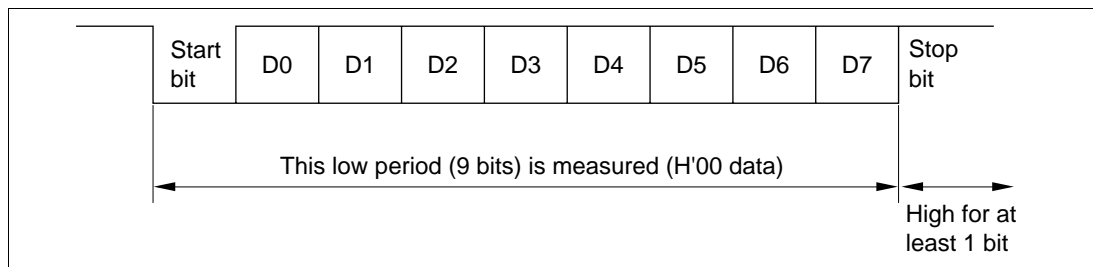 Start
bit
D0 D1 D2 D3 D4 D5 D6 D7
Stop
bit
This low period (9 bits) is measured (H'00 data)
High for at
least 1 bit